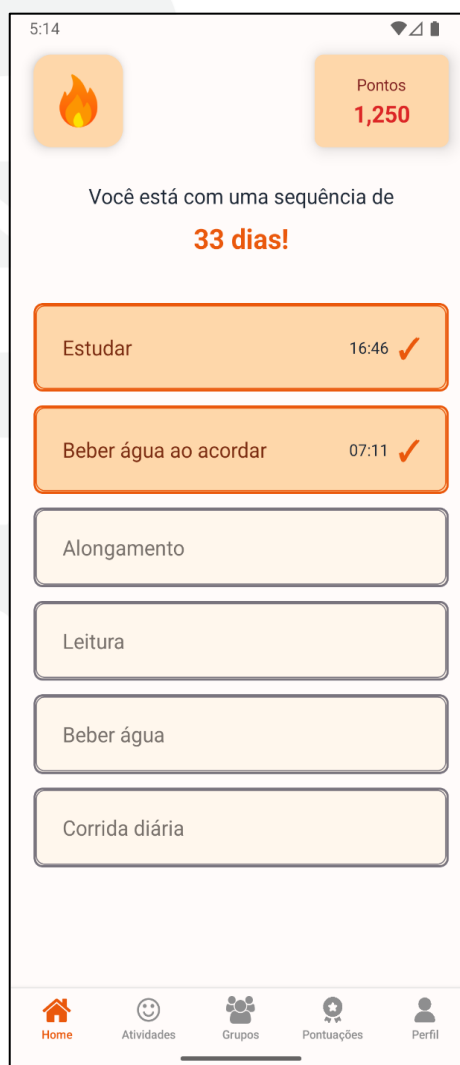 5:14
Pontos
1,250
Você está com uma sequência de
33 dias!
Estudar 16:46
Beber água ao acordar 07:11
Alongamento
Leitura
Beber água
Corrida diária
Home Atividades Grupos Pontuações Perfil